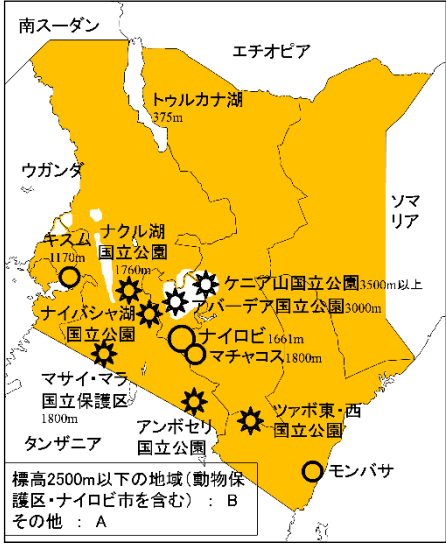 南スーダン
エチオピア
トゥルカナ湖
375m
ウガンダ
ソマ
リア
キスム
1170m
ナクル湖
国立公園
1760m
ケニア山国立公園3500m以上
アバーデア国立公園3000m
ナイバシャ湖
国立公園
ナイロビ1661m
マチャコス1800m
マサイ・マラ
国立保護区
1800m
アンボセリ
国立公園
ツァボ東・西
国立公園
タンザニア
モンバサ
標高2500m以下の地域(動物保
護区・ナイロビ市を含む) : B
その他 : A